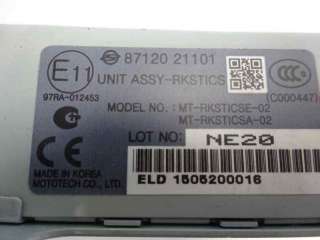 87120 21101
E11
UNIT ASSY-RKSTICS
97RA-012453
(C000447)
MODEL NO.: MT-RKSTICSE-02
MT-RKSTICSA-02
LOT NO: NE20
MADE IN KOREA
MOTOTECH CO., LTD
ELD 1505200016